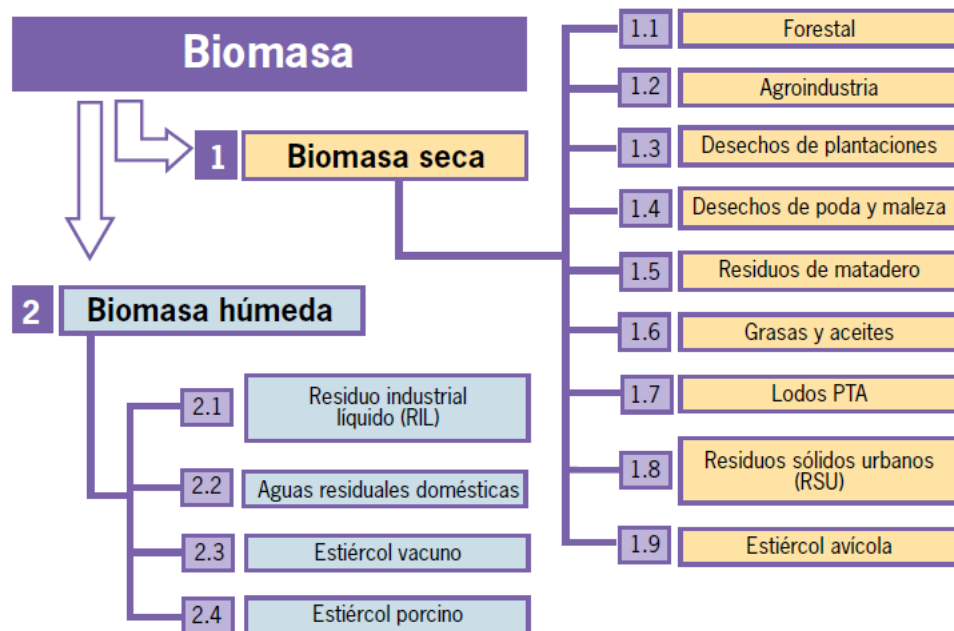 Biomasa
1 Biomasa seca
1.1 Forestal
1.2 Agroindustria
1.3 Desechos de plantaciones
1.4 Desechos de poda y maleza
1.5 Residuos de matadero
1.6 Grasas y aceites
1.7 Lodos PTA
1.8 Residuos sólidos urbanos
(RSU)
1.9 Estiércol avícola
2 Biomasa húmeda
2.1 Residuo industrial
líquido (RIL)
2.2 Aguas residuales domésticas
2.3 Estiércol vacuno
2.4 Estiércol porcino